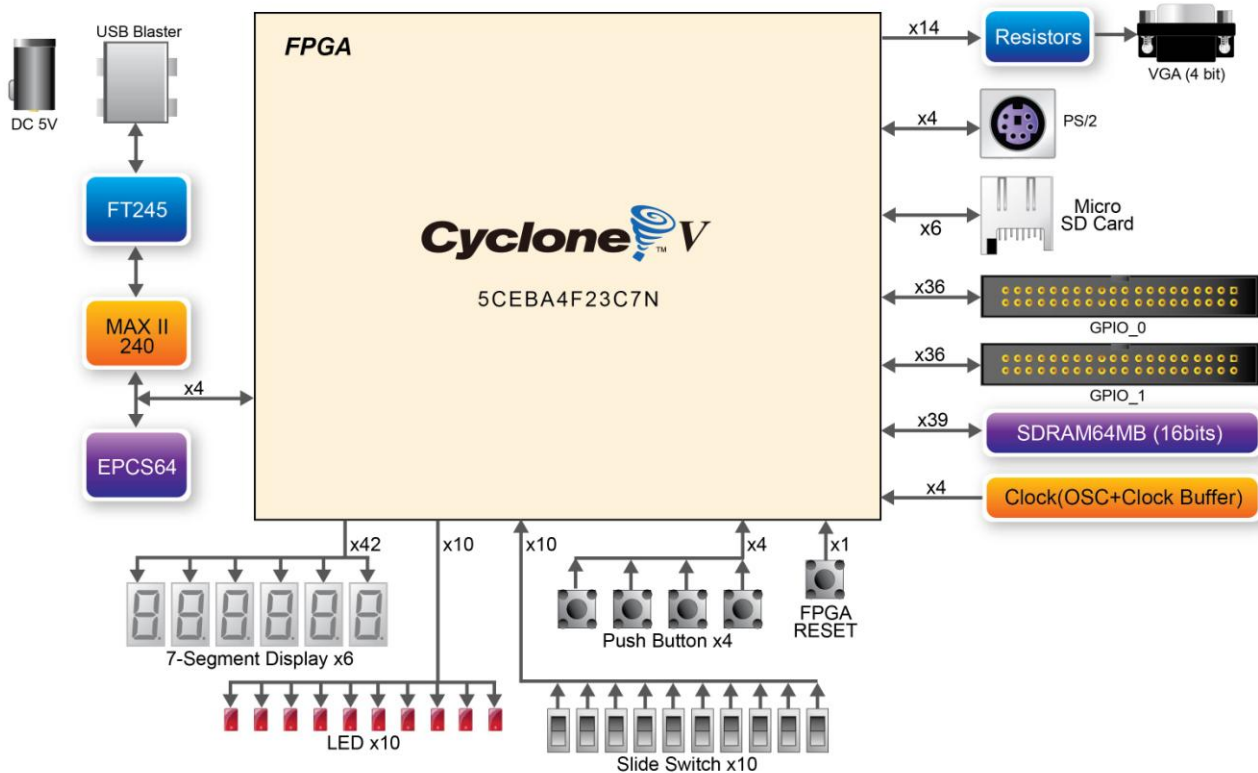 USB Blaster
DC 5V
FT245
MAX II
240
x4
EPCS64
FPGA
Cyclone™ V
5CEBA4F23C7N
x14
Resistors
VGA (4 bit)
x4
PS/2
x6
Micro
SD Card
x36
GPIO_0
x36
GPIO_1
x39
SDRAM64MB (16bits)
x4
Clock(OSC+Clock Buffer)
x42
x10
x10
x4
x1
7-Segment Display x6
LED x10
Push Button x4
FPGA
RESET
Slide Switch x10